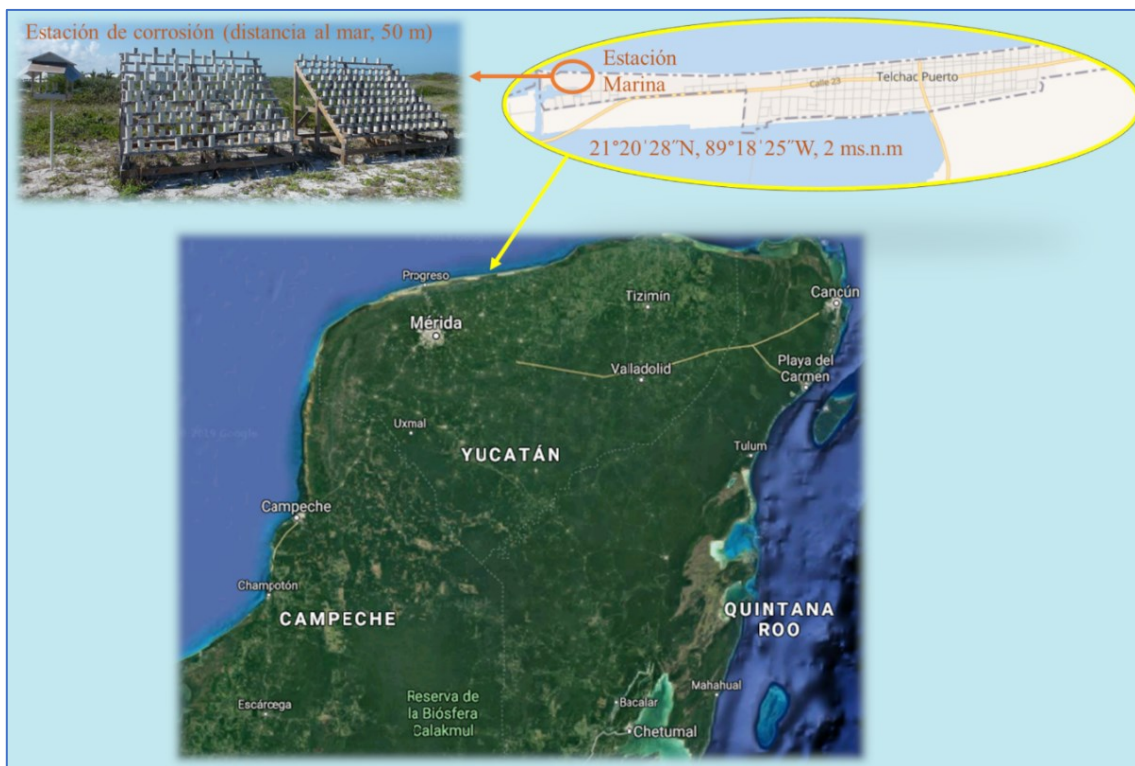 Estación de corrosión (distancia al mar, 50 m)
Estación
Marina
Telchac Puerto
Calle 23
21°20´28˝N, 89°18´25˝W, 2 ms.n.m
Progreso
Tizimín
Cancún
Mérida
Valladolid
Playa del
Carmen
Uxmal
YUCATÁN
Tulum
Campeche
Champotón
CAMPECHE
QUINTANA
ROO
Reserva de
la Biósfera
Calakmul
Escárcega
Mahahual
Bacalar
Chetumal